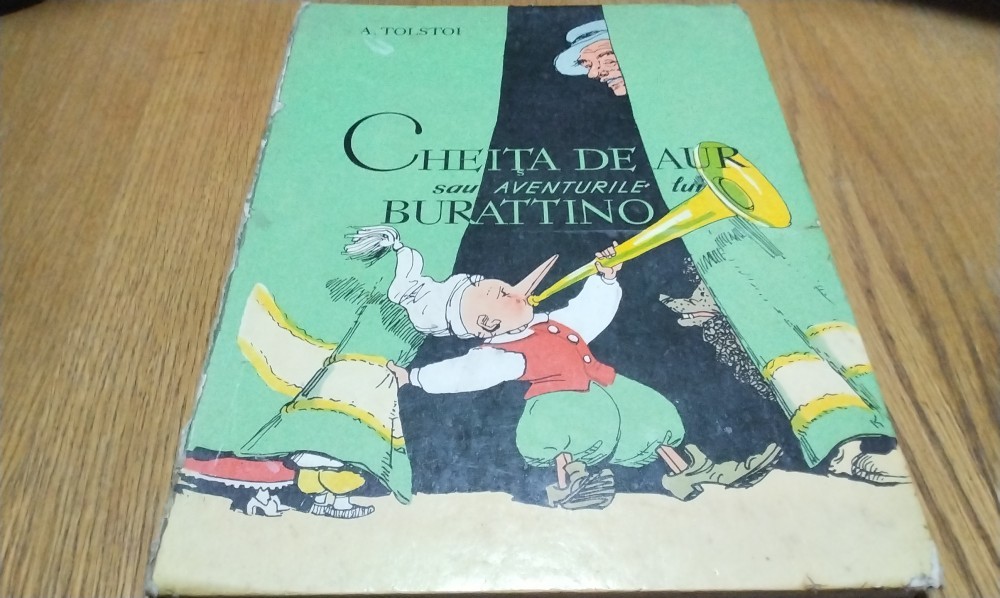 A. TOLSTOI
CHEIȚA DE AUR
sau AVENTURILE lui
BURATTINO